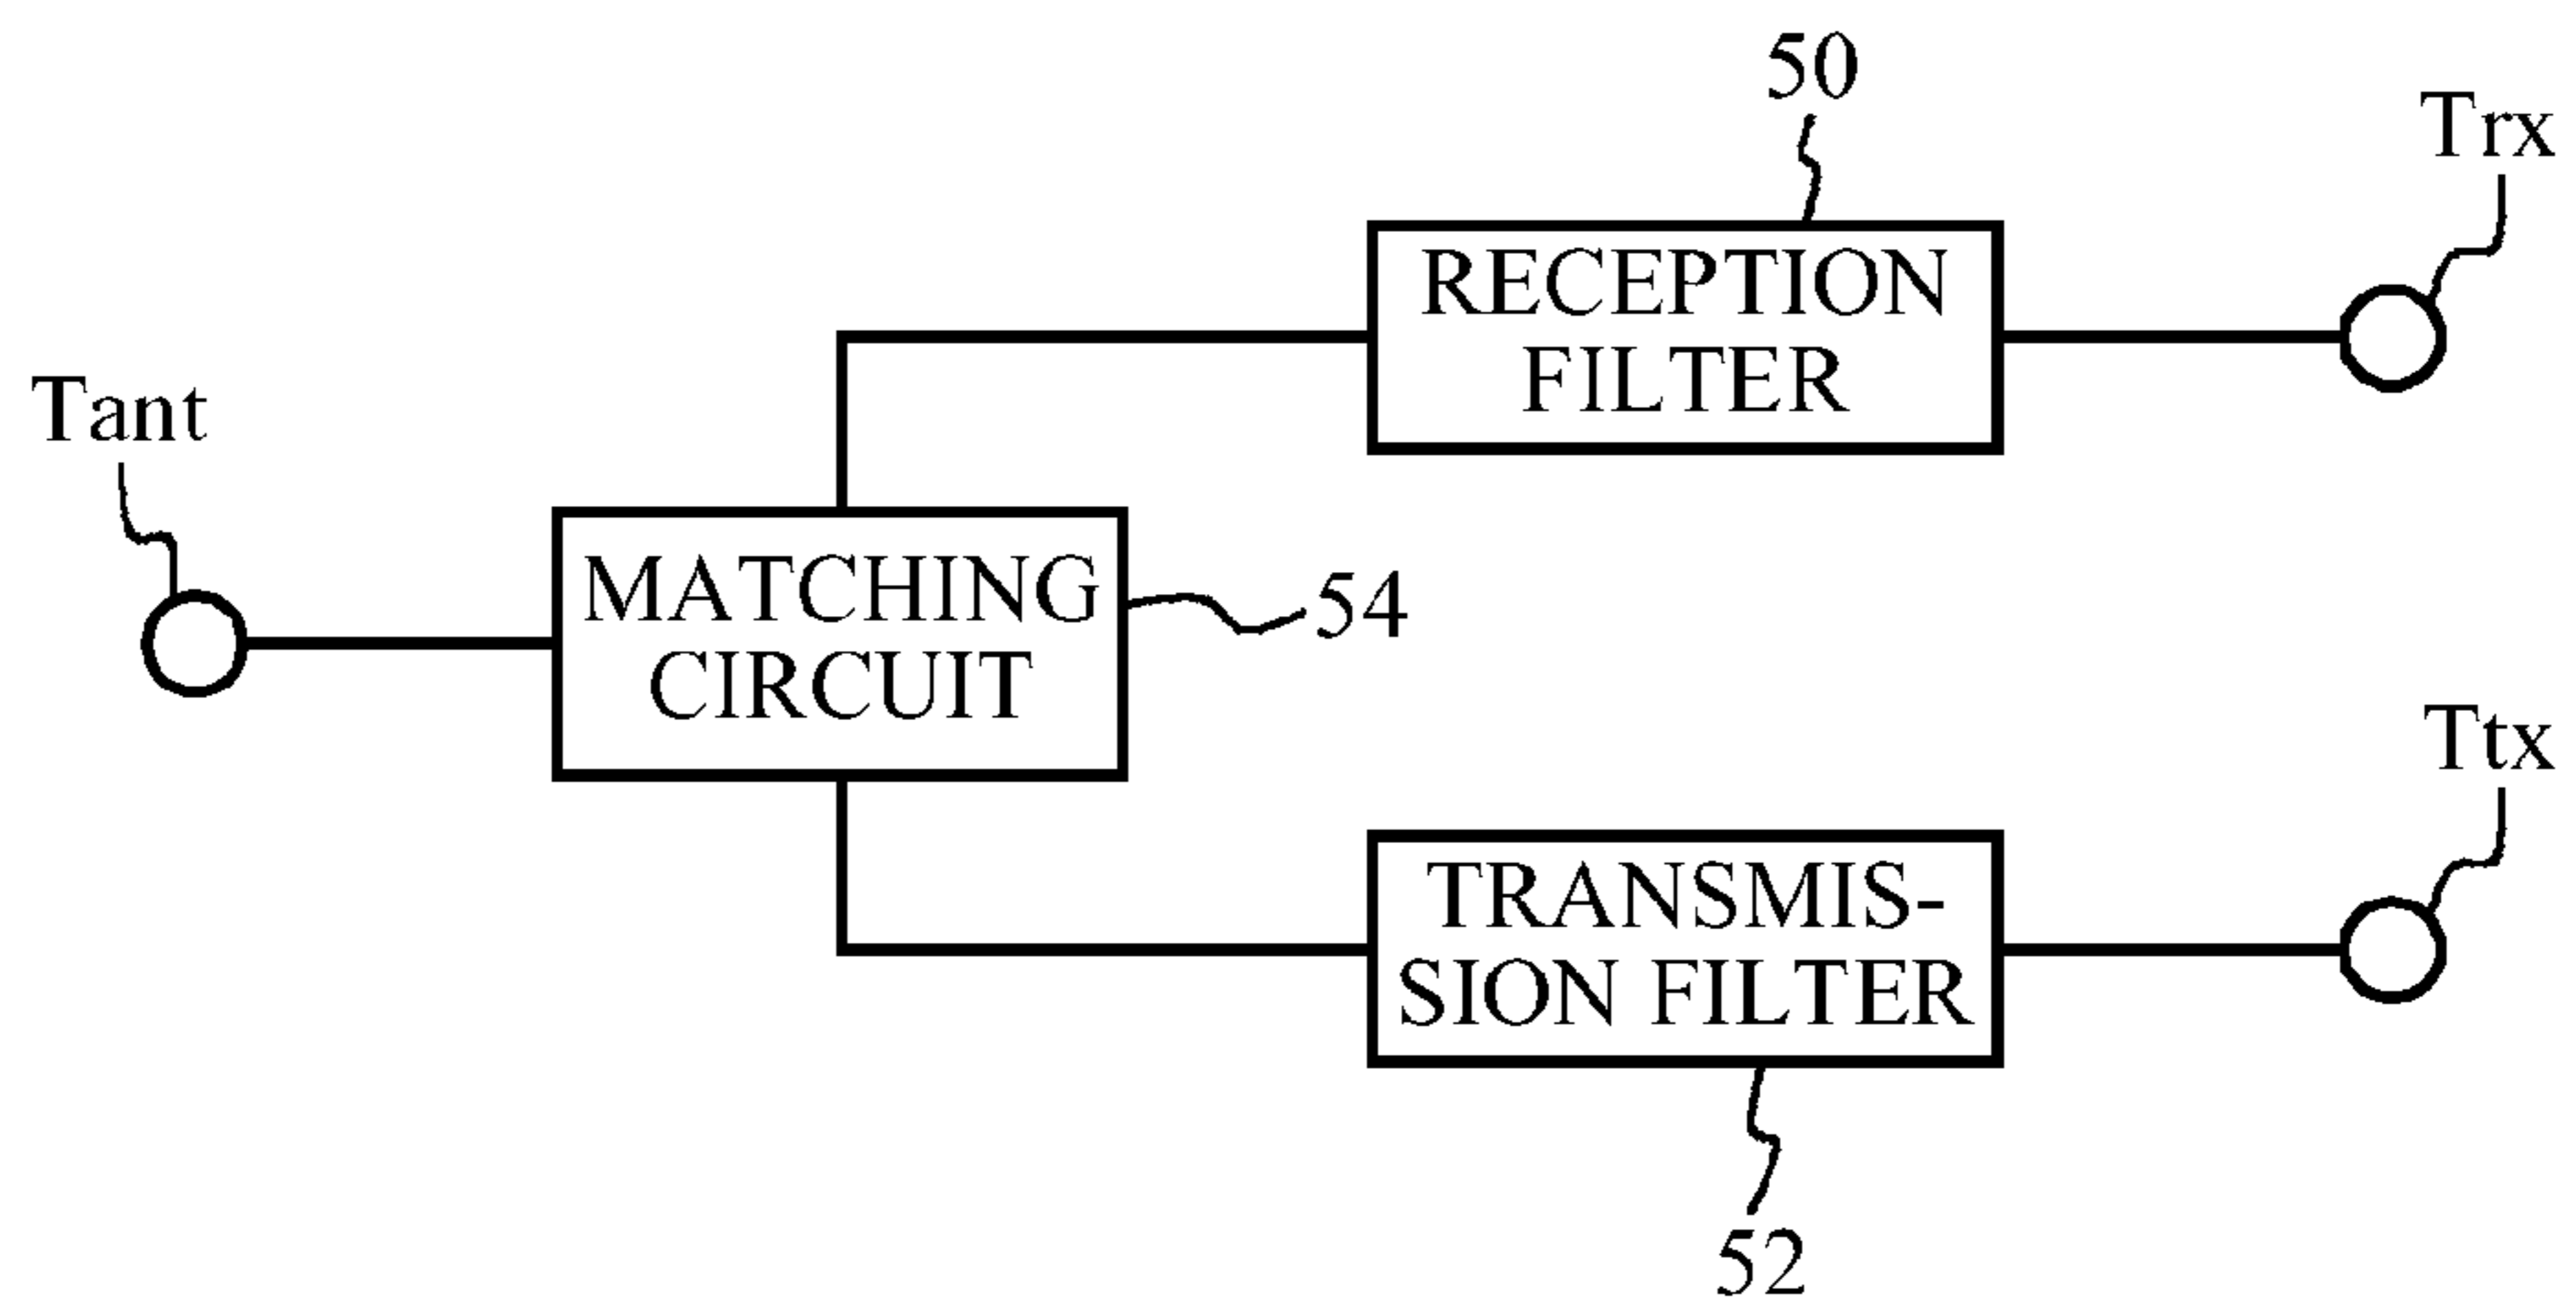 50
Trx
RECEPTION
FILTER
Tant
MATCHING
CIRCUIT
54
Ttx
TRANSMIS-
SION FILTER
52